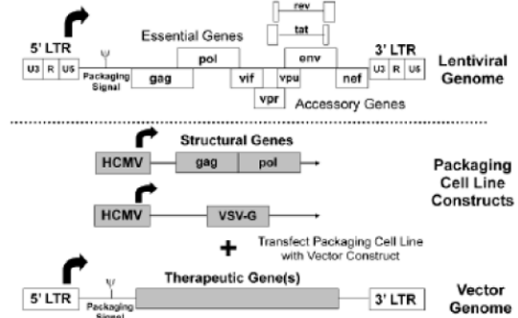 rev
tat
Essential Genes
5' LTR
3' LTR
pol
env
U3 R U5
Ψ
Packaging
Signal
gag
vif
vpu
nef
U3 R U5
vpr
Accessory Genes
Lentiviral
Genome
Structural Genes
HCMV
gag
pol
HCMV
VSV-G
Packaging
Cell Line
Constructs
+
Transfect Packaging Cell Line
with Vector Construct
Therapeutic Gene(s)
5' LTR
Ψ
Packaging
Signal
3' LTR
Vector
Genome